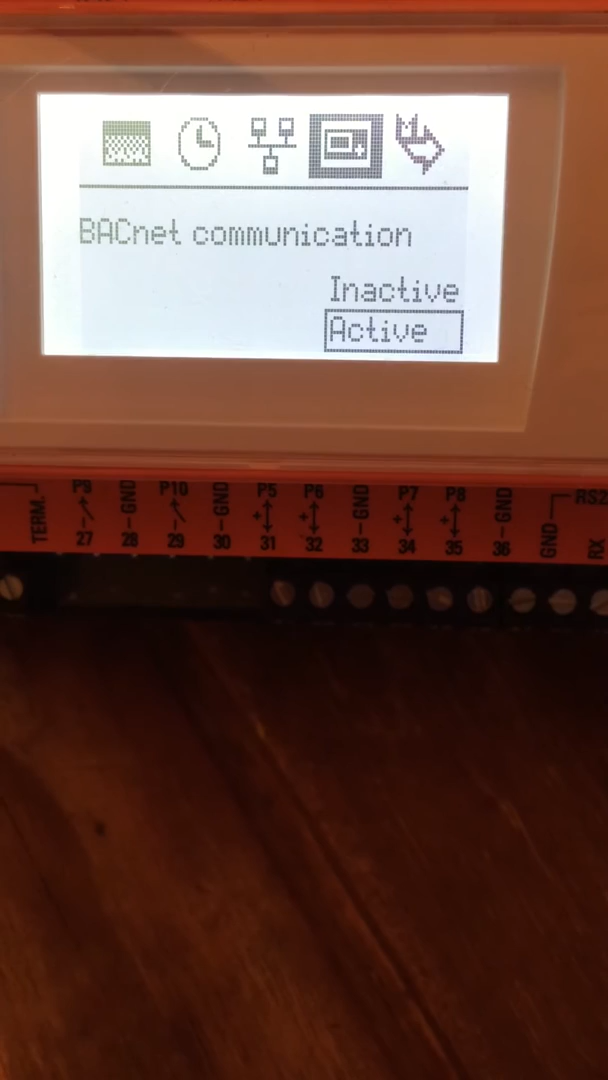 BACnet communication
Inactive
Active
TERM. P9 GND P10 GND P5 P6 GND P7 P8 GND GND RX
27 28 29 30 31 32 33 34 35 36